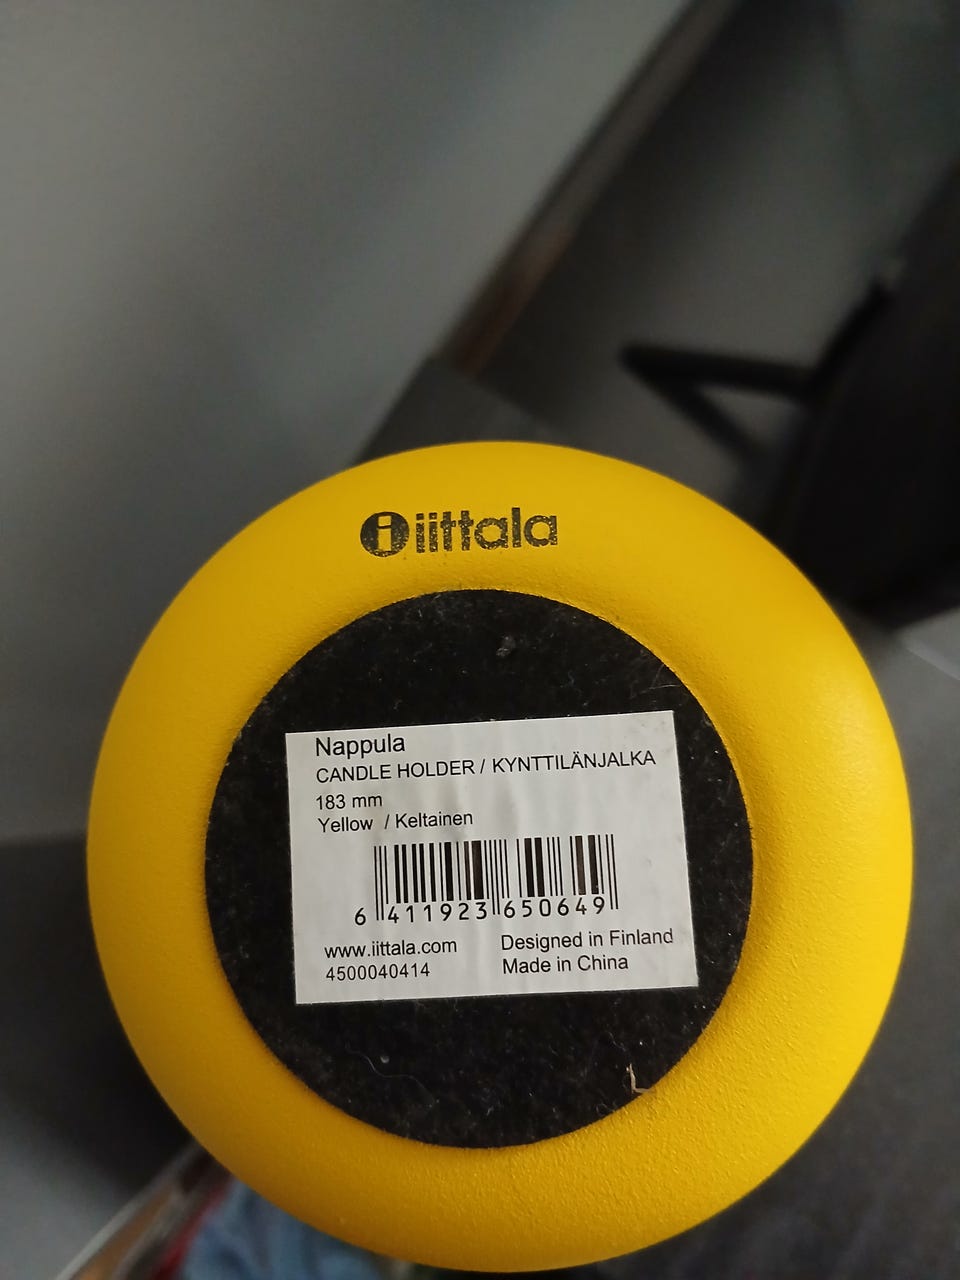 iittala
Nappula
CANDLE HOLDER / KYNTTILÄNJALKA
183 mm
Yellow / Keltainen
6 411923 650649
www.iittala.com Designed in Finland
4500040414 Made in China